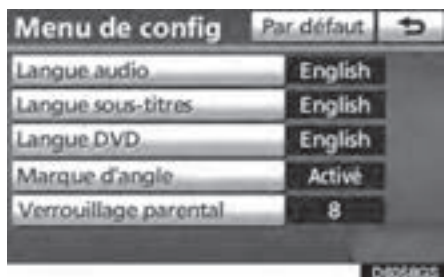 Menu de config Par défaut
Langue audio English
Langue sous-titres English
Langue DVD English
Marque d'angle Activé
Verrouillage parental 8